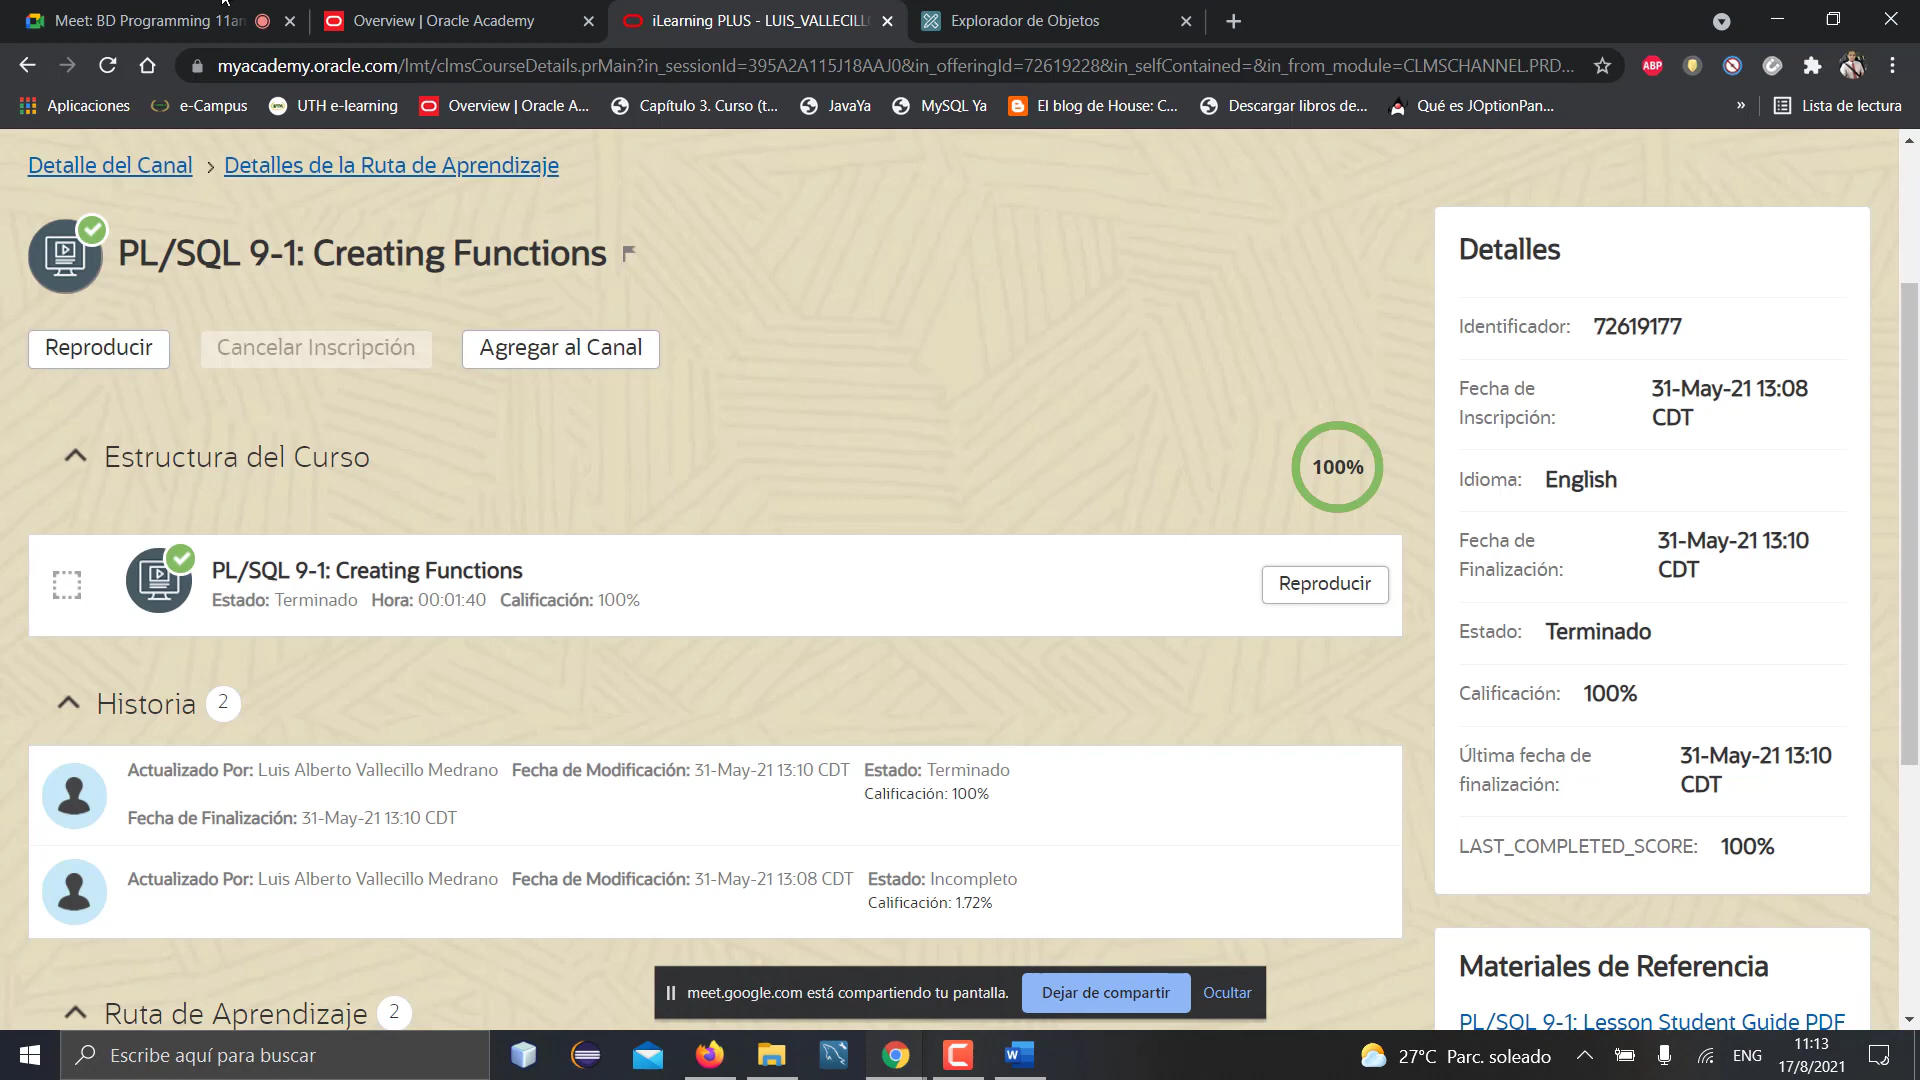 Meet: BD Programming 11am
Overview | Oracle Academy
iLearning PLUS - LUIS_VALLECILLO
Explorador de Objetos
myacademy.oracle.com/lmt/clmsCourseDetails.prMain?in_sessionId=395A2A115J18AAJ0&in_offeringId=72619228&in_selfContained=&in_from_module=CLMSCHANNEL.PRD...
ABP
Aplicaciones
e-Campus
UTH e-learning
Overview | Oracle A...
Capítulo 3. Curso (t...
JavaYa
MySQL Ya
El blog de House: C...
Descargar libros de...
Qué es JOptionPan...
»
Lista de lectura
Detalle del Canal > Detalles de la Ruta de Aprendizaje
PL/SQL 9-1: Creating Functions
Reproducir
Cancelar Inscripción
Agregar al Canal
Estructura del Curso
100%
PL/SQL 9-1: Creating Functions
Estado: Terminado Hora: 00:01:40 Calificación: 100%
Reproducir
Historia 2
Actualizado Por: Luis Alberto Vallecillo Medrano Fecha de Modificación: 31-May-21 13:10 CDT Estado: Terminado
Calificación: 100%
Fecha de Finalización: 31-May-21 13:10 CDT
Actualizado Por: Luis Alberto Vallecillo Medrano Fecha de Modificación: 31-May-21 13:08 CDT Estado: Incompleto
Calificación: 1.72%
Ruta de Aprendizaje 2
Detalles
Identificador: 72619177
Fecha de Inscripción: 31-May-21 13:08 CDT
Idioma: English
Fecha de Finalización: 31-May-21 13:10 CDT
Estado: Terminado
Calificación: 100%
Última fecha de finalización: 31-May-21 13:10 CDT
LAST_COMPLETED_SCORE: 100%
Materiales de Referencia
PL/SQL 9-1: Lesson Student Guide PDF
meet.google.com está compartiendo tu pantalla.
Dejar de compartir
Ocultar
Escribe aquí para buscar
27°C Parc. soleado
ENG
11:13
17/8/2021